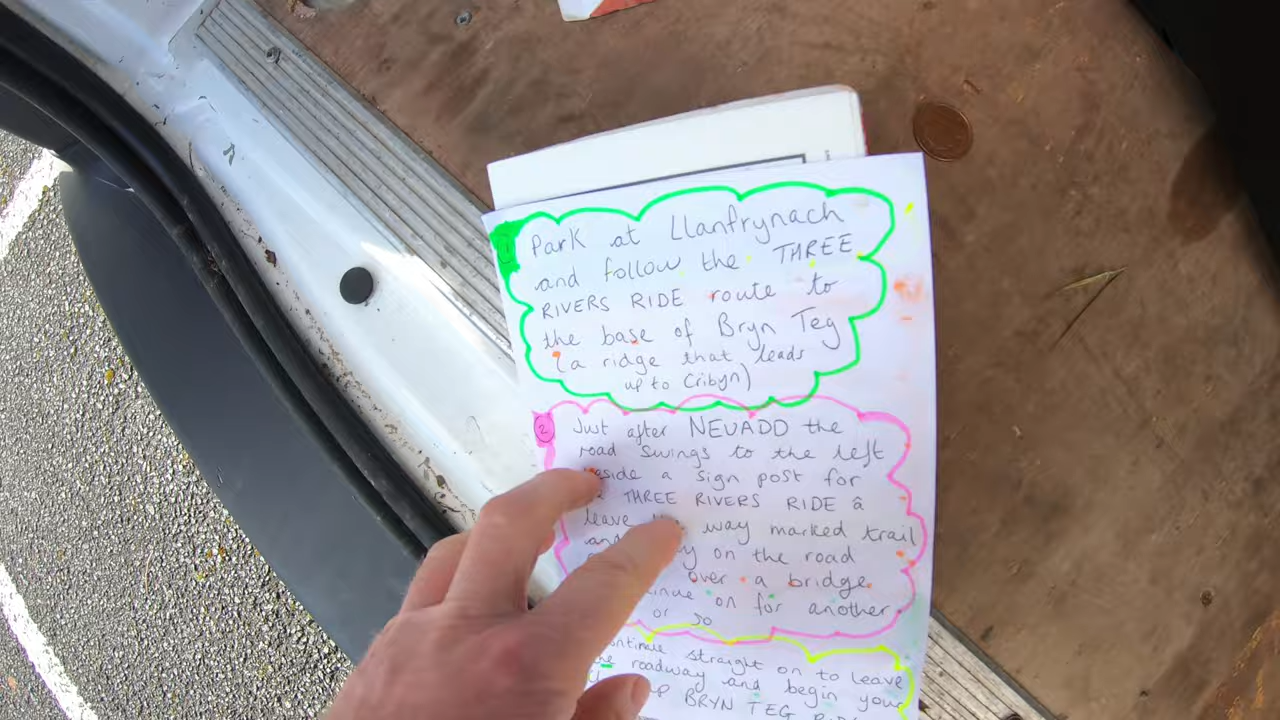 1 Park at Llanfrynach
and follow the THREE
RIVERS RIDE route to
the base of Bryn Teg
(a ridge that leads
up to Cribyn)
2 Just after NEUADD the
road swings to the left
a sign post for
THREE RIVERS RIDE â
leave way marked trail
on the road
over a bridge.
on for another
or so
straight on to leave
roadway and begin your
BRYN TEG